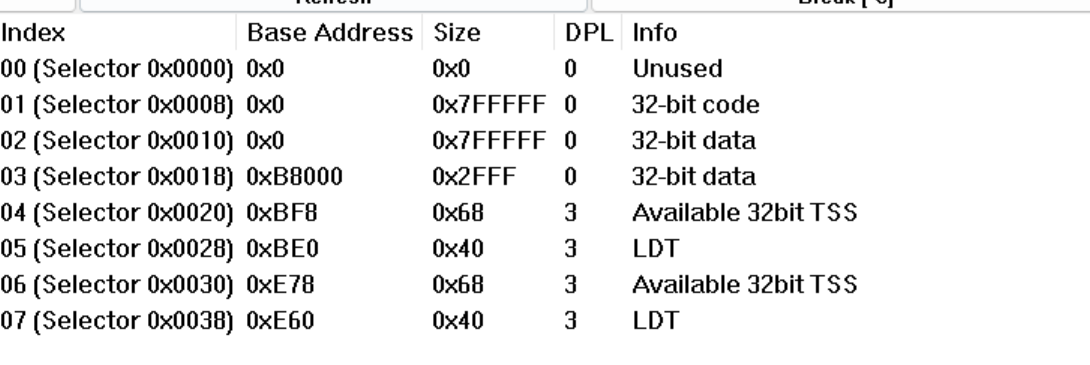 Refresh Break [^C]
Index Base Address Size DPL Info
00 (Selector 0x0000) 0x0 0x0 0 Unused
01 (Selector 0x0008) 0x0 0x7FFFFF 0 32-bit code
02 (Selector 0x0010) 0x0 0x7FFFFF 0 32-bit data
03 (Selector 0x0018) 0xB8000 0x2FFF 0 32-bit data
04 (Selector 0x0020) 0xBF8 0x68 3 Available 32bit TSS
05 (Selector 0x0028) 0xBE0 0x40 3 LDT
06 (Selector 0x0030) 0xE78 0x68 3 Available 32bit TSS
07 (Selector 0x0038) 0xE60 0x40 3 LDT